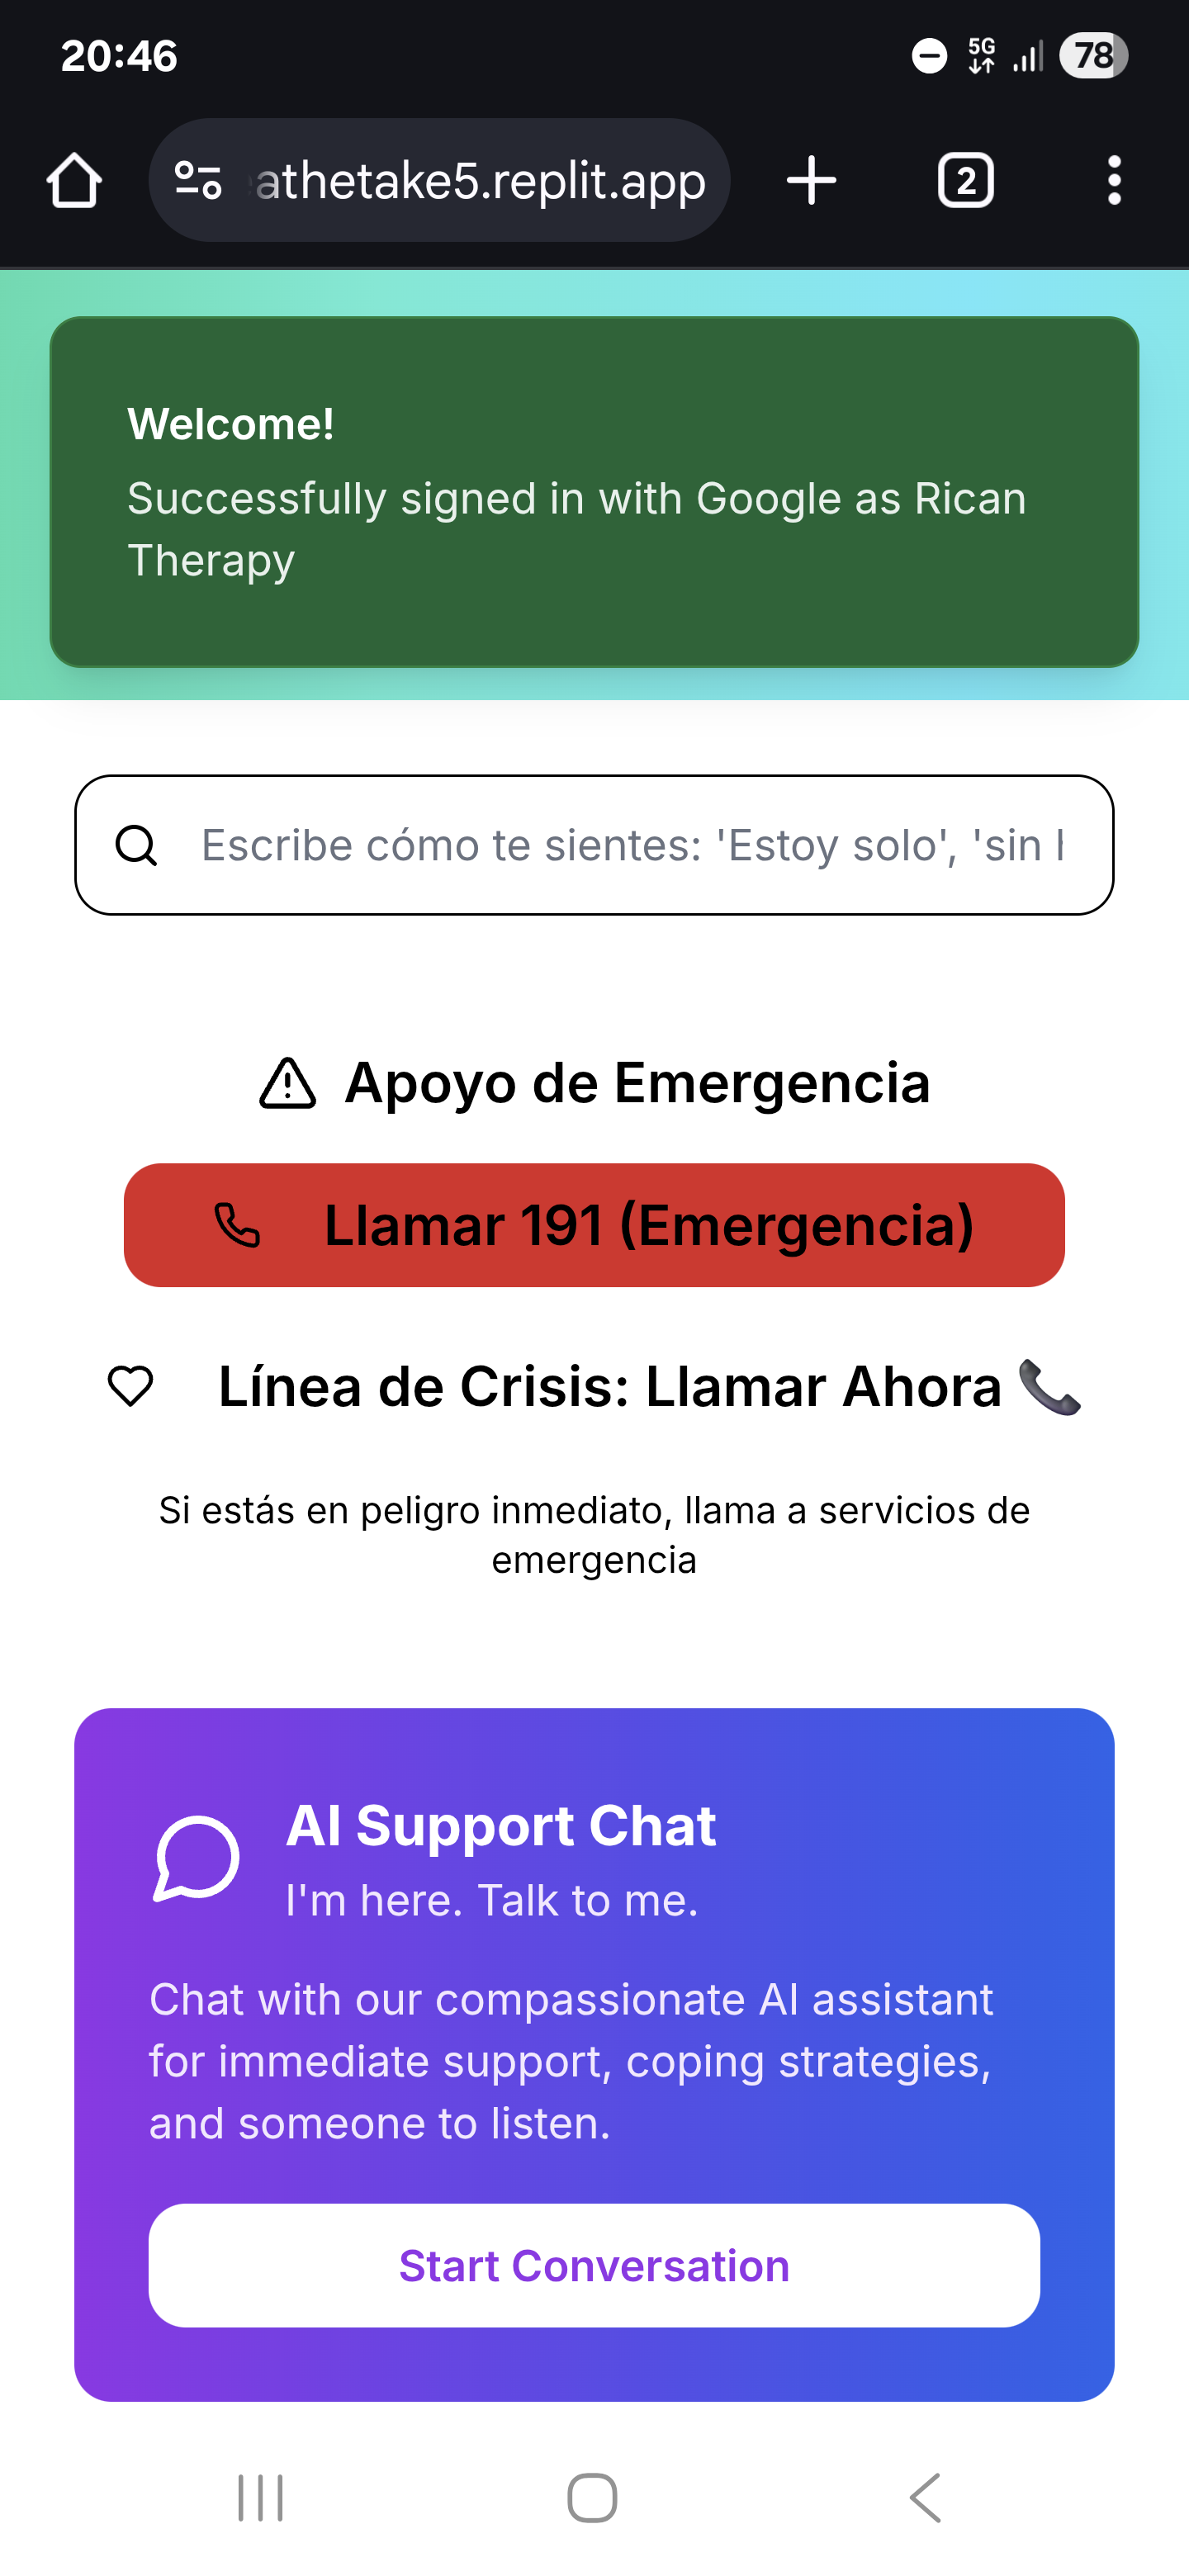 20:46
5G
78
athetake5.replit.app
2
Welcome!
Successfully signed in with Google as Rican
Therapy
Escribe cómo te sientes: 'Estoy solo', 'sin
Apoyo de Emergencia
Llamar 191 (Emergencia)
Línea de Crisis: Llamar Ahora
Si estás en peligro inmediato, llama a servicios de
emergencia
AI Support Chat
I'm here. Talk to me.
Chat with our compassionate AI assistant
for immediate support, coping strategies,
and someone to listen.
Start Conversation